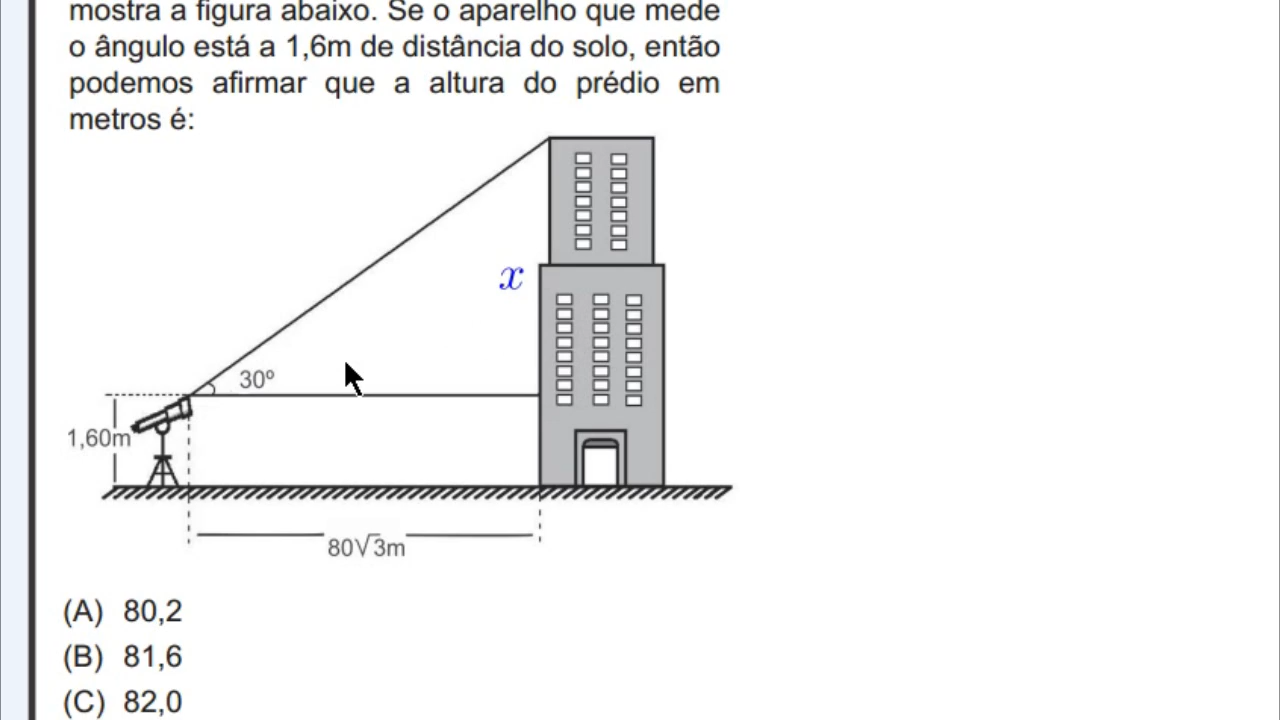 mostra a figura abaixo. Se o aparelho que mede
o ângulo está a 1,6m de distância do solo, então
podemos afirmar que a altura do prédio em
metros é:
x
30º
1,60m
80√3m
(A) 80,2
(B) 81,6
(C) 82,0